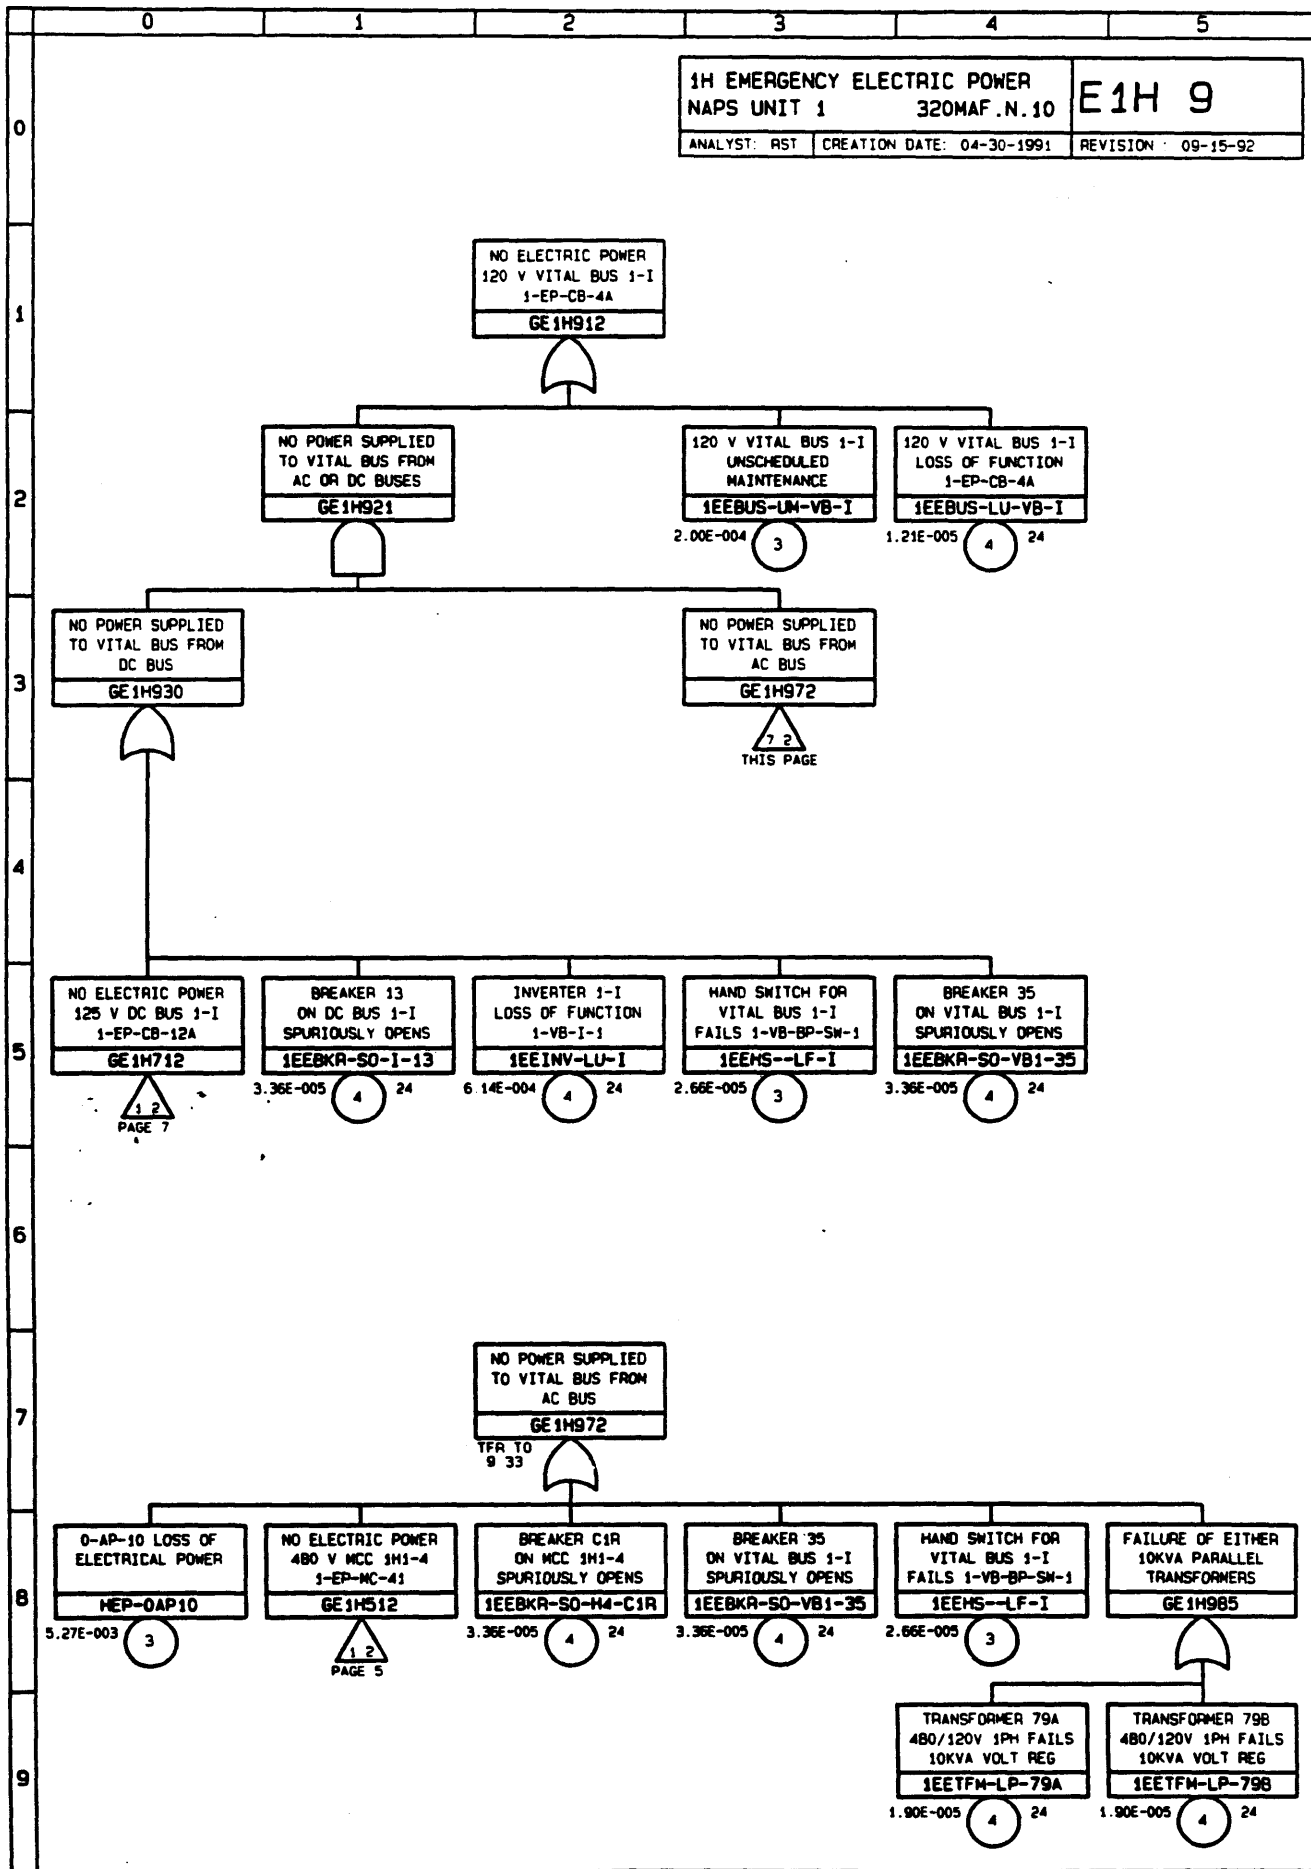 0 1 2 3 4 5
1H EMERGENCY ELECTRIC POWER
NAPS UNIT 1 320MAF.N.10
E1H 9
ANALYST: RST CREATION DATE: 04-30-1991 REVISION : 09-15-92
0
NO ELECTRIC POWER
120 V VITAL BUS 1-I
1-EP-CB-4A
GE1H912
1
NO POWER SUPPLIED
TO VITAL BUS FROM
AC OR DC BUSES
GE1H921
120 V VITAL BUS 1-I
UNSCHEDULED
MAINTENANCE
1EEBUS-UM-VB-I
2.00E-004 3
120 V VITAL BUS 1-I
LOSS OF FUNCTION
1-EP-CB-4A
1EEBUS-LU-VB-I
1.21E-005 4 24
2
NO POWER SUPPLIED
TO VITAL BUS FROM
DC BUS
GE1H930
NO POWER SUPPLIED
TO VITAL BUS FROM
AC BUS
GE1H972
7 2
THIS PAGE
3
4
NO ELECTRIC POWER
125 V DC BUS 1-I
1-EP-CB-12A
GE1H712
1 2
PAGE 7
BREAKER 13
ON DC BUS 1-I
SPURIOUSLY OPENS
1EEBKR-SO-I-13
3.36E-005 4 24
INVERTER 1-I
LOSS OF FUNCTION
1-VB-I-1
1EEINV-LU-I
6.14E-004 4 24
HAND SWITCH FOR
VITAL BUS 1-I
FAILS 1-VB-BP-SW-1
1EEHS--LF-I
2.66E-005 3
BREAKER 35
ON VITAL BUS 1-I
SPURIOUSLY OPENS
1EEBKR-SO-VB1-35
3.36E-005 4 24
5
6
NO POWER SUPPLIED
TO VITAL BUS FROM
AC BUS
GE1H972
TFR TO
9 33
7
0-AP-10 LOSS OF
ELECTRICAL POWER
HEP-0AP10
5.27E-003 3
NO ELECTRIC POWER
480 V MCC 1H1-4
1-EP-MC-41
GE1H512
1 2
PAGE 5
BREAKER C1R
ON MCC 1H1-4
SPURIOUSLY OPENS
1EEBKR-SO-H4-C1R
3.36E-005 4 24
BREAKER 35
ON VITAL BUS 1-I
SPURIOUSLY OPENS
1EEBKR-SO-VB1-35
3.36E-005 4 24
HAND SWITCH FOR
VITAL BUS 1-I
FAILS 1-VB-BP-SW-1
1EEHS--LF-I
2.66E-005 3
FAILURE OF EITHER
10KVA PARALLEL
TRANSFORMERS
GE1H985
8
TRANSFORMER 79A
480/120V 1PH FAILS
10KVA VOLT REG
1EETFM-LP-79A
1.90E-005 4 24
TRANSFORMER 79B
480/120V 1PH FAILS
10KVA VOLT REG
1EETFM-LP-79B
1.90E-005 4 24
9